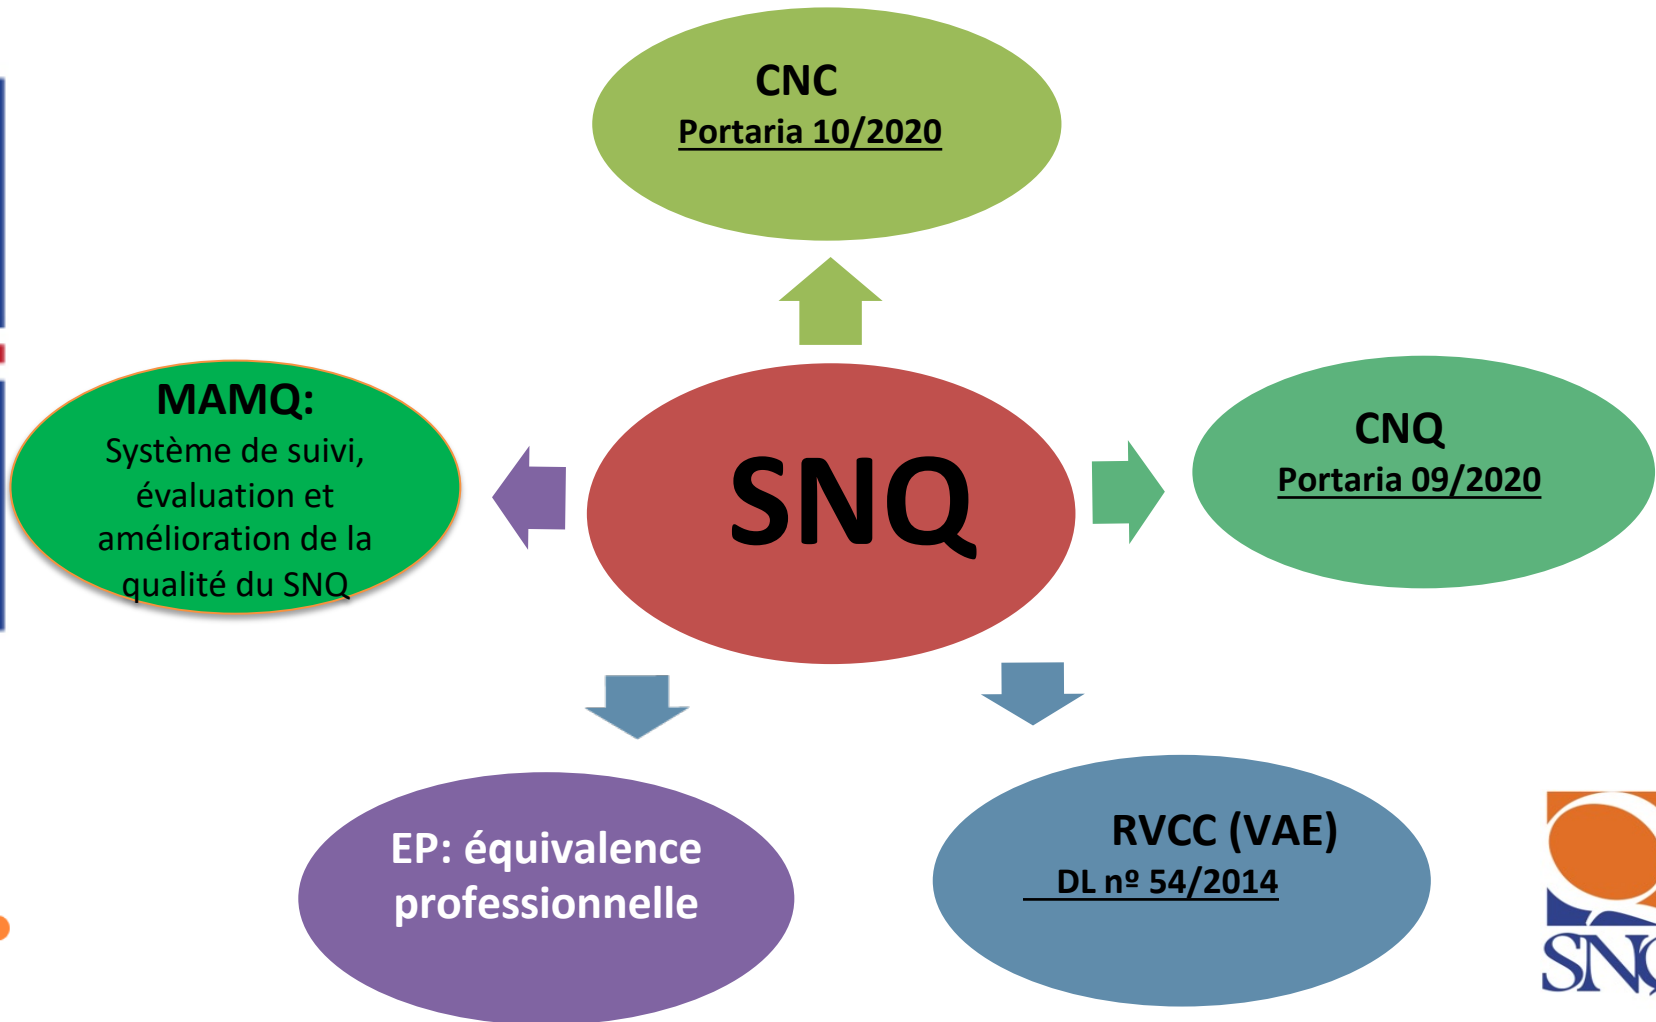 CNC
Portaria 10/2020
MAMQ:
Système de suivi,
évaluation et
amélioration de la
qualité du SNQ
SNQ
CNQ
Portaria 09/2020
EP: équivalence
professionnelle
RVCC (VAE)
DL nº 54/2014
SNQ